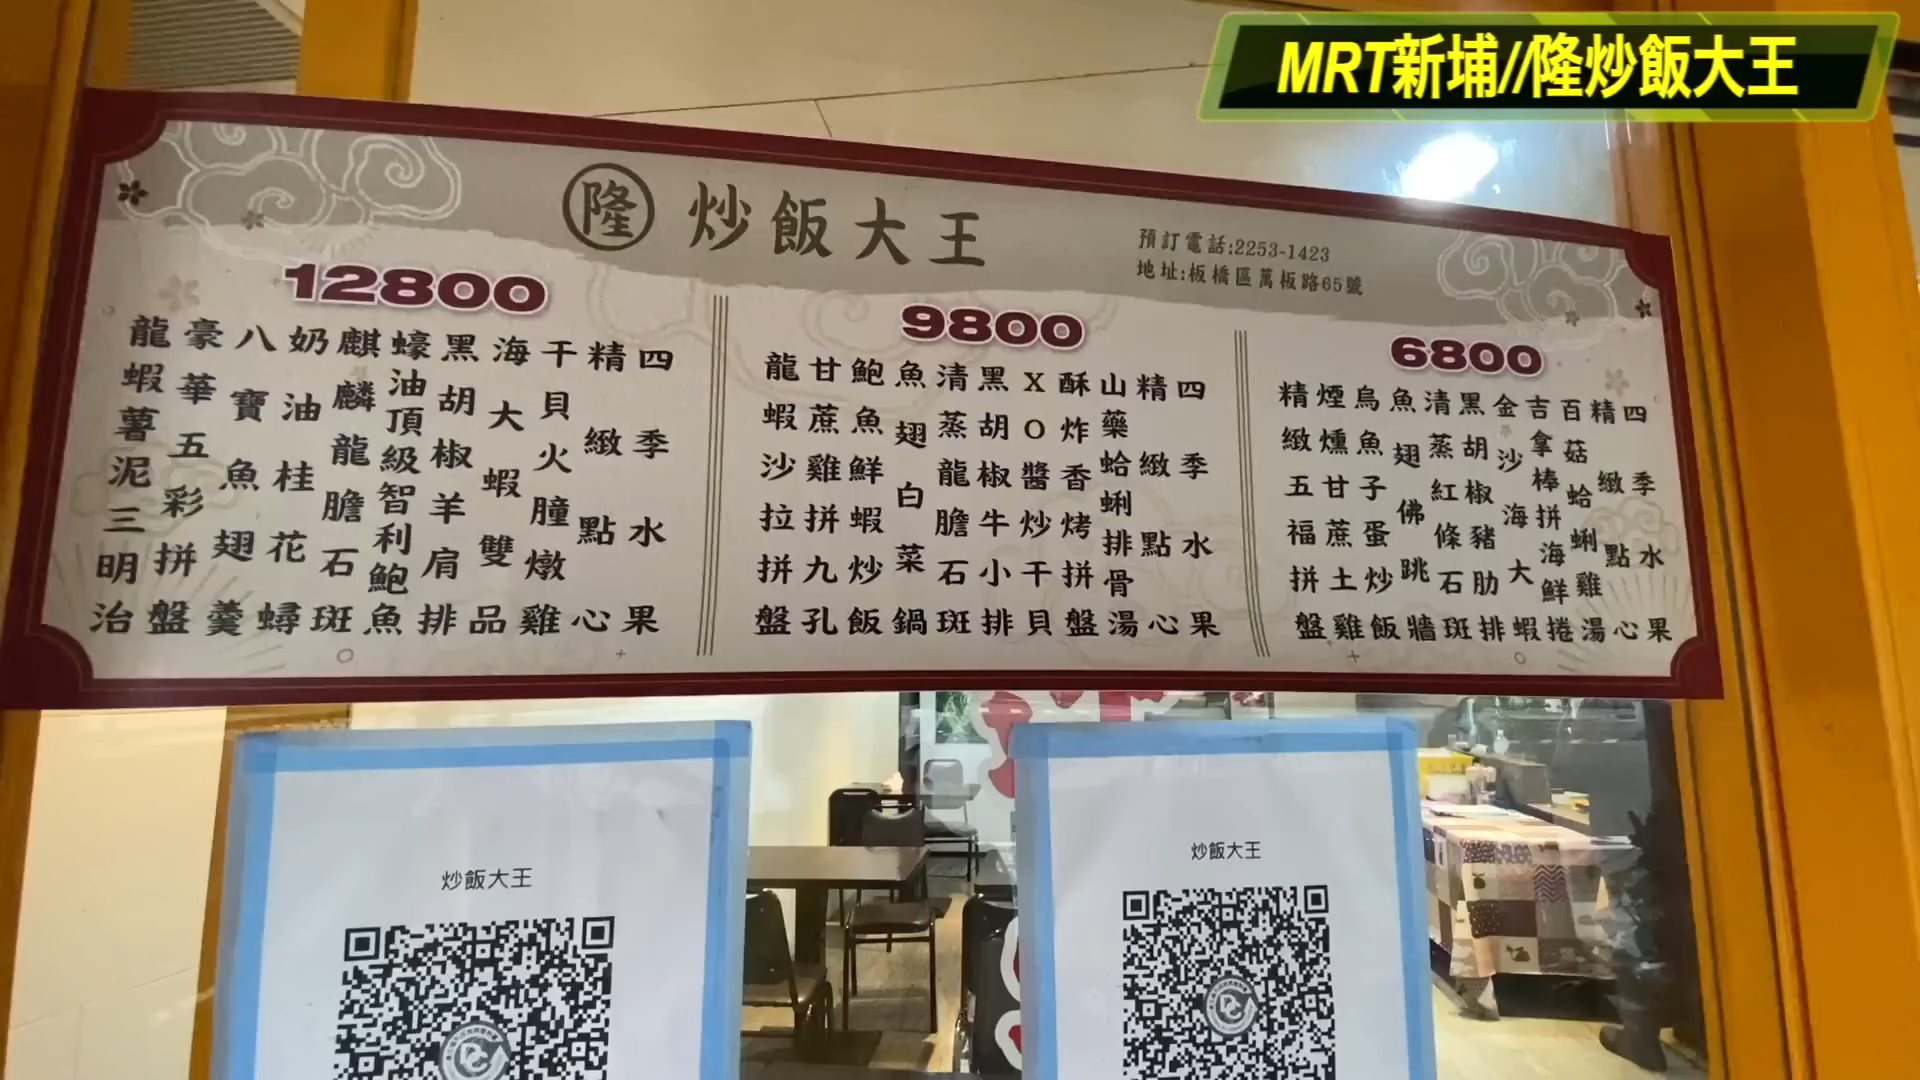 MRT新埔//隆炒飯大王
隆 炒飯大王
預訂電話:2253-1423
地址:板橋區萬板路65號
12800
龍蝦薯泥三明治
豪華五彩拼盤
八寶魚翅羹
奶油桂花蟳
麒麟龍膽石斑
蠔油頂級智利鮑魚
黑胡椒羊肩排
海大蝦雙品
干貝火膧燉雞
精緻點心
四季水果
9800
龍蝦沙拉拼盤
甘蔗雞拼九孔
鮑魚鮮蝦炒飯
魚翅白菜鍋
清蒸龍膽石斑
黑胡椒牛小排
XO醬炒干貝
酥炸香烤拼盤
山藥蛤蜊排骨湯
精緻點心
四季水果
6800
精緻五福拼盤
煙燻甘蔗土雞
烏魚子蛋炒飯
魚翅佛跳牆
清蒸紅條石斑
黑胡椒豬肋排
金沙海大蝦
吉拿棒拼海鮮捲
百菇蛤蜊雞湯
精緻點心
四季水果
炒飯大王
炒飯大王